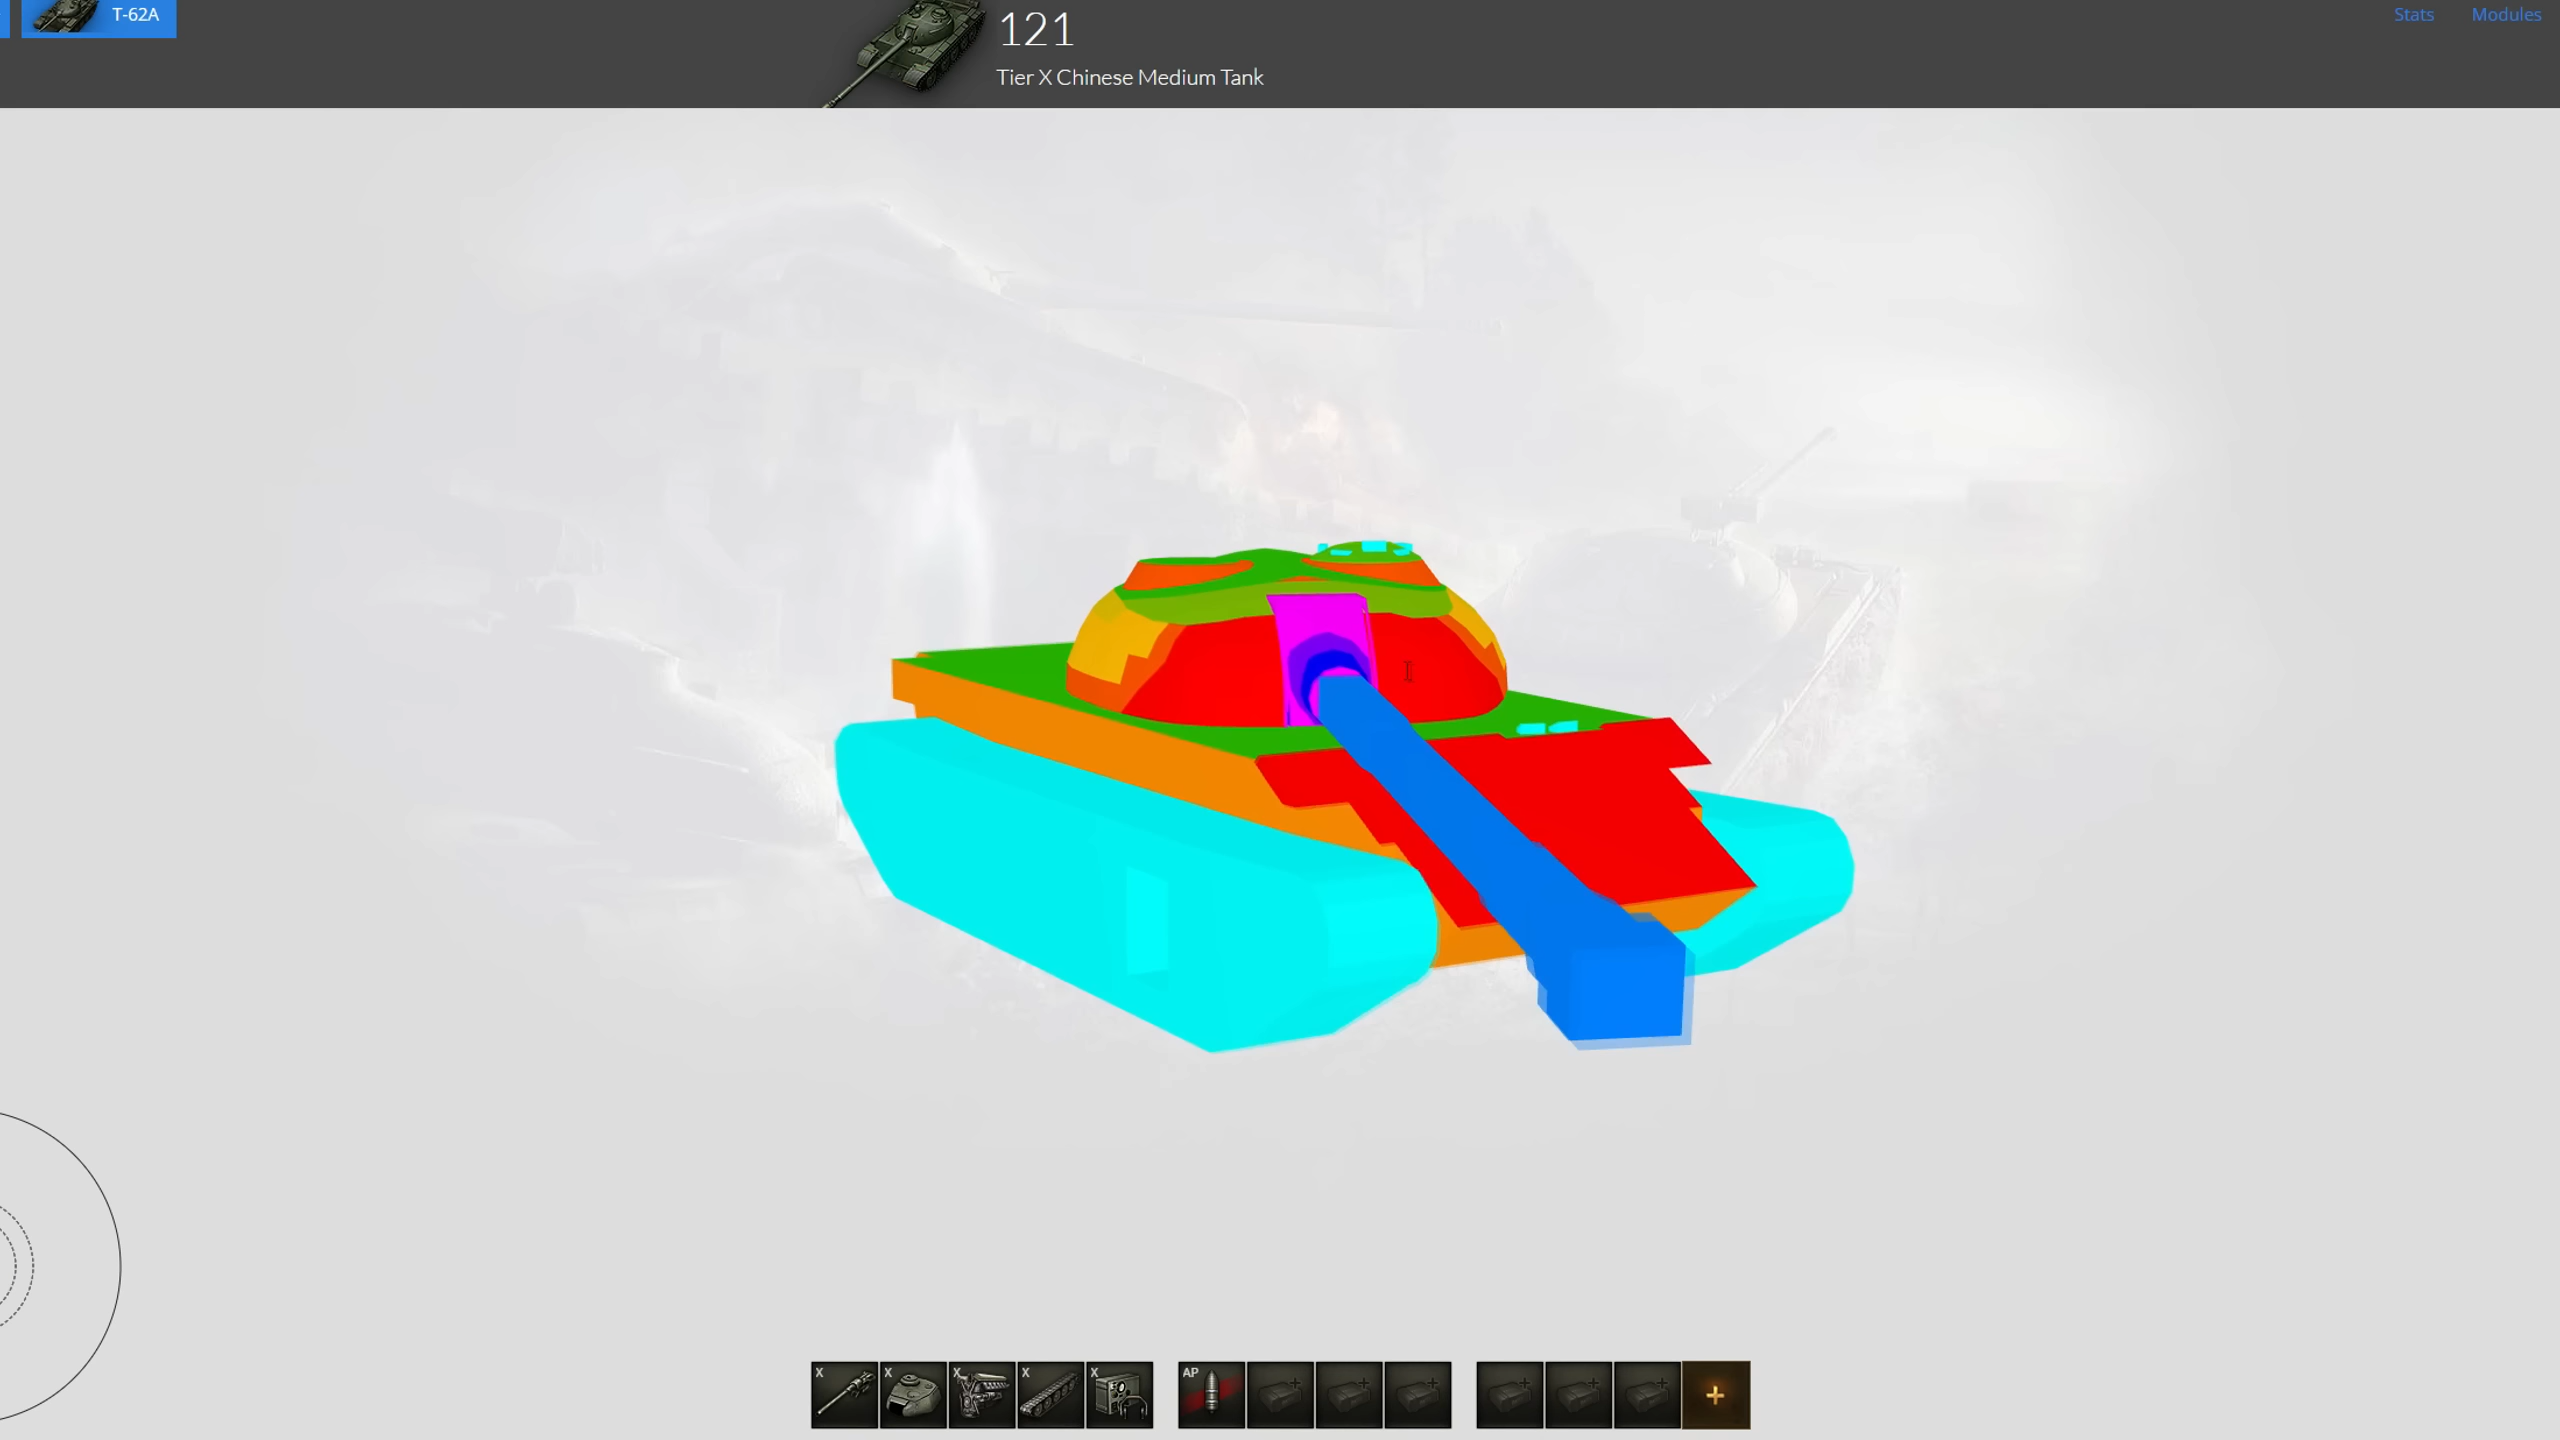 T-62A
121
Stats
Modules
Tier X Chinese Medium Tank
X
X
X
X
X
AP